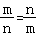 m/n = n/m